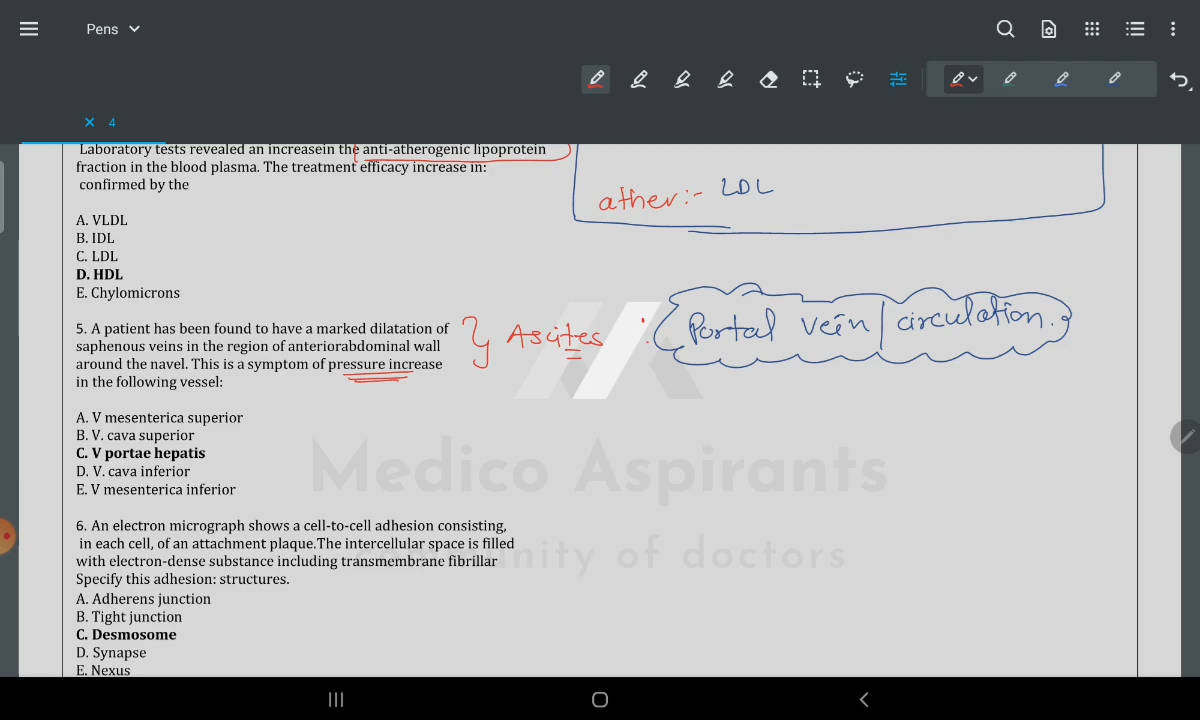 Pens
4
Laboratory tests revealed an increasein the anti-atherogenic lipoprotein
fraction in the blood plasma. The treatment efficacy increase in:
confirmed by the
ather:- LDL
A. VLDL
B. IDL
C. LDL
D. HDL
E. Chylomicrons
5. A patient has been found to have a marked dilatation of
saphenous veins in the region of anteriorabdominal wall
around the navel. This is a symptom of pressure increase
in the following vessel:
Ascites : Portal vein | circulation.
A. V mesenterica superior
B. V. cava superior
C. V portae hepatis
D. V. cava inferior
E. V mesenterica inferior
Medico Aspirants
6. An electron micrograph shows a cell-to-cell adhesion consisting,
in each cell, of an attachment plaque.The intercellular space is filled
with electron-dense substance including transmembrane fibrillar
Specify this adhesion: structures.
community of doctors
A. Adherens junction
B. Tight junction
C. Desmosome
D. Synapse
E. Nexus